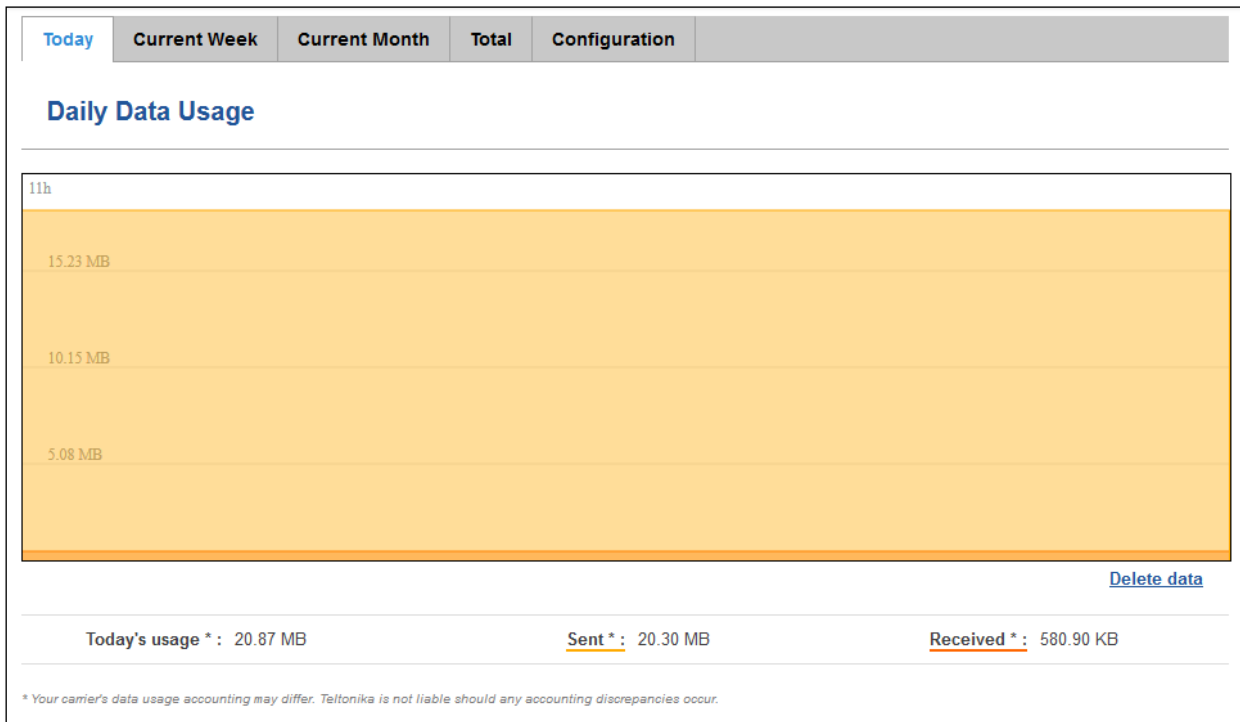 Today Current Week Current Month Total Configuration
Daily Data Usage
11h
15.23 MB
10.15 MB
5.08 MB
Delete data
Today's usage * : 20.87 MB Sent * : 20.30 MB Received * : 580.90 KB
* Your carrier's data usage accounting may differ. Teltonika is not liable should any accounting discrepancies occur.